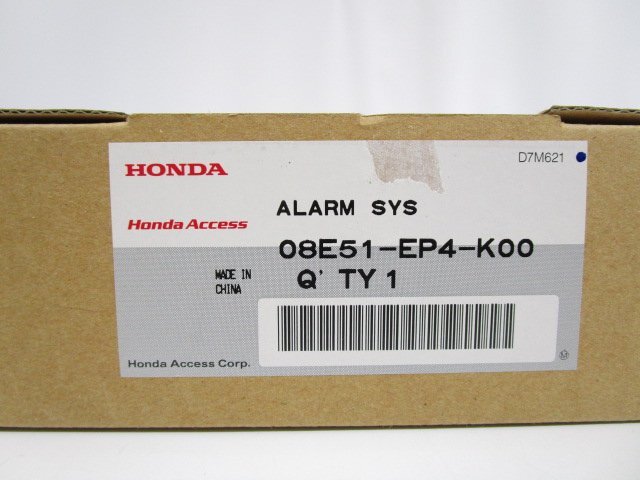 HONDA
D7M621
ALARM SYS
Honda Access
08E51-EP4-K00
MADE IN
CHINA
Q' TY 1
Honda Access Corp.
M